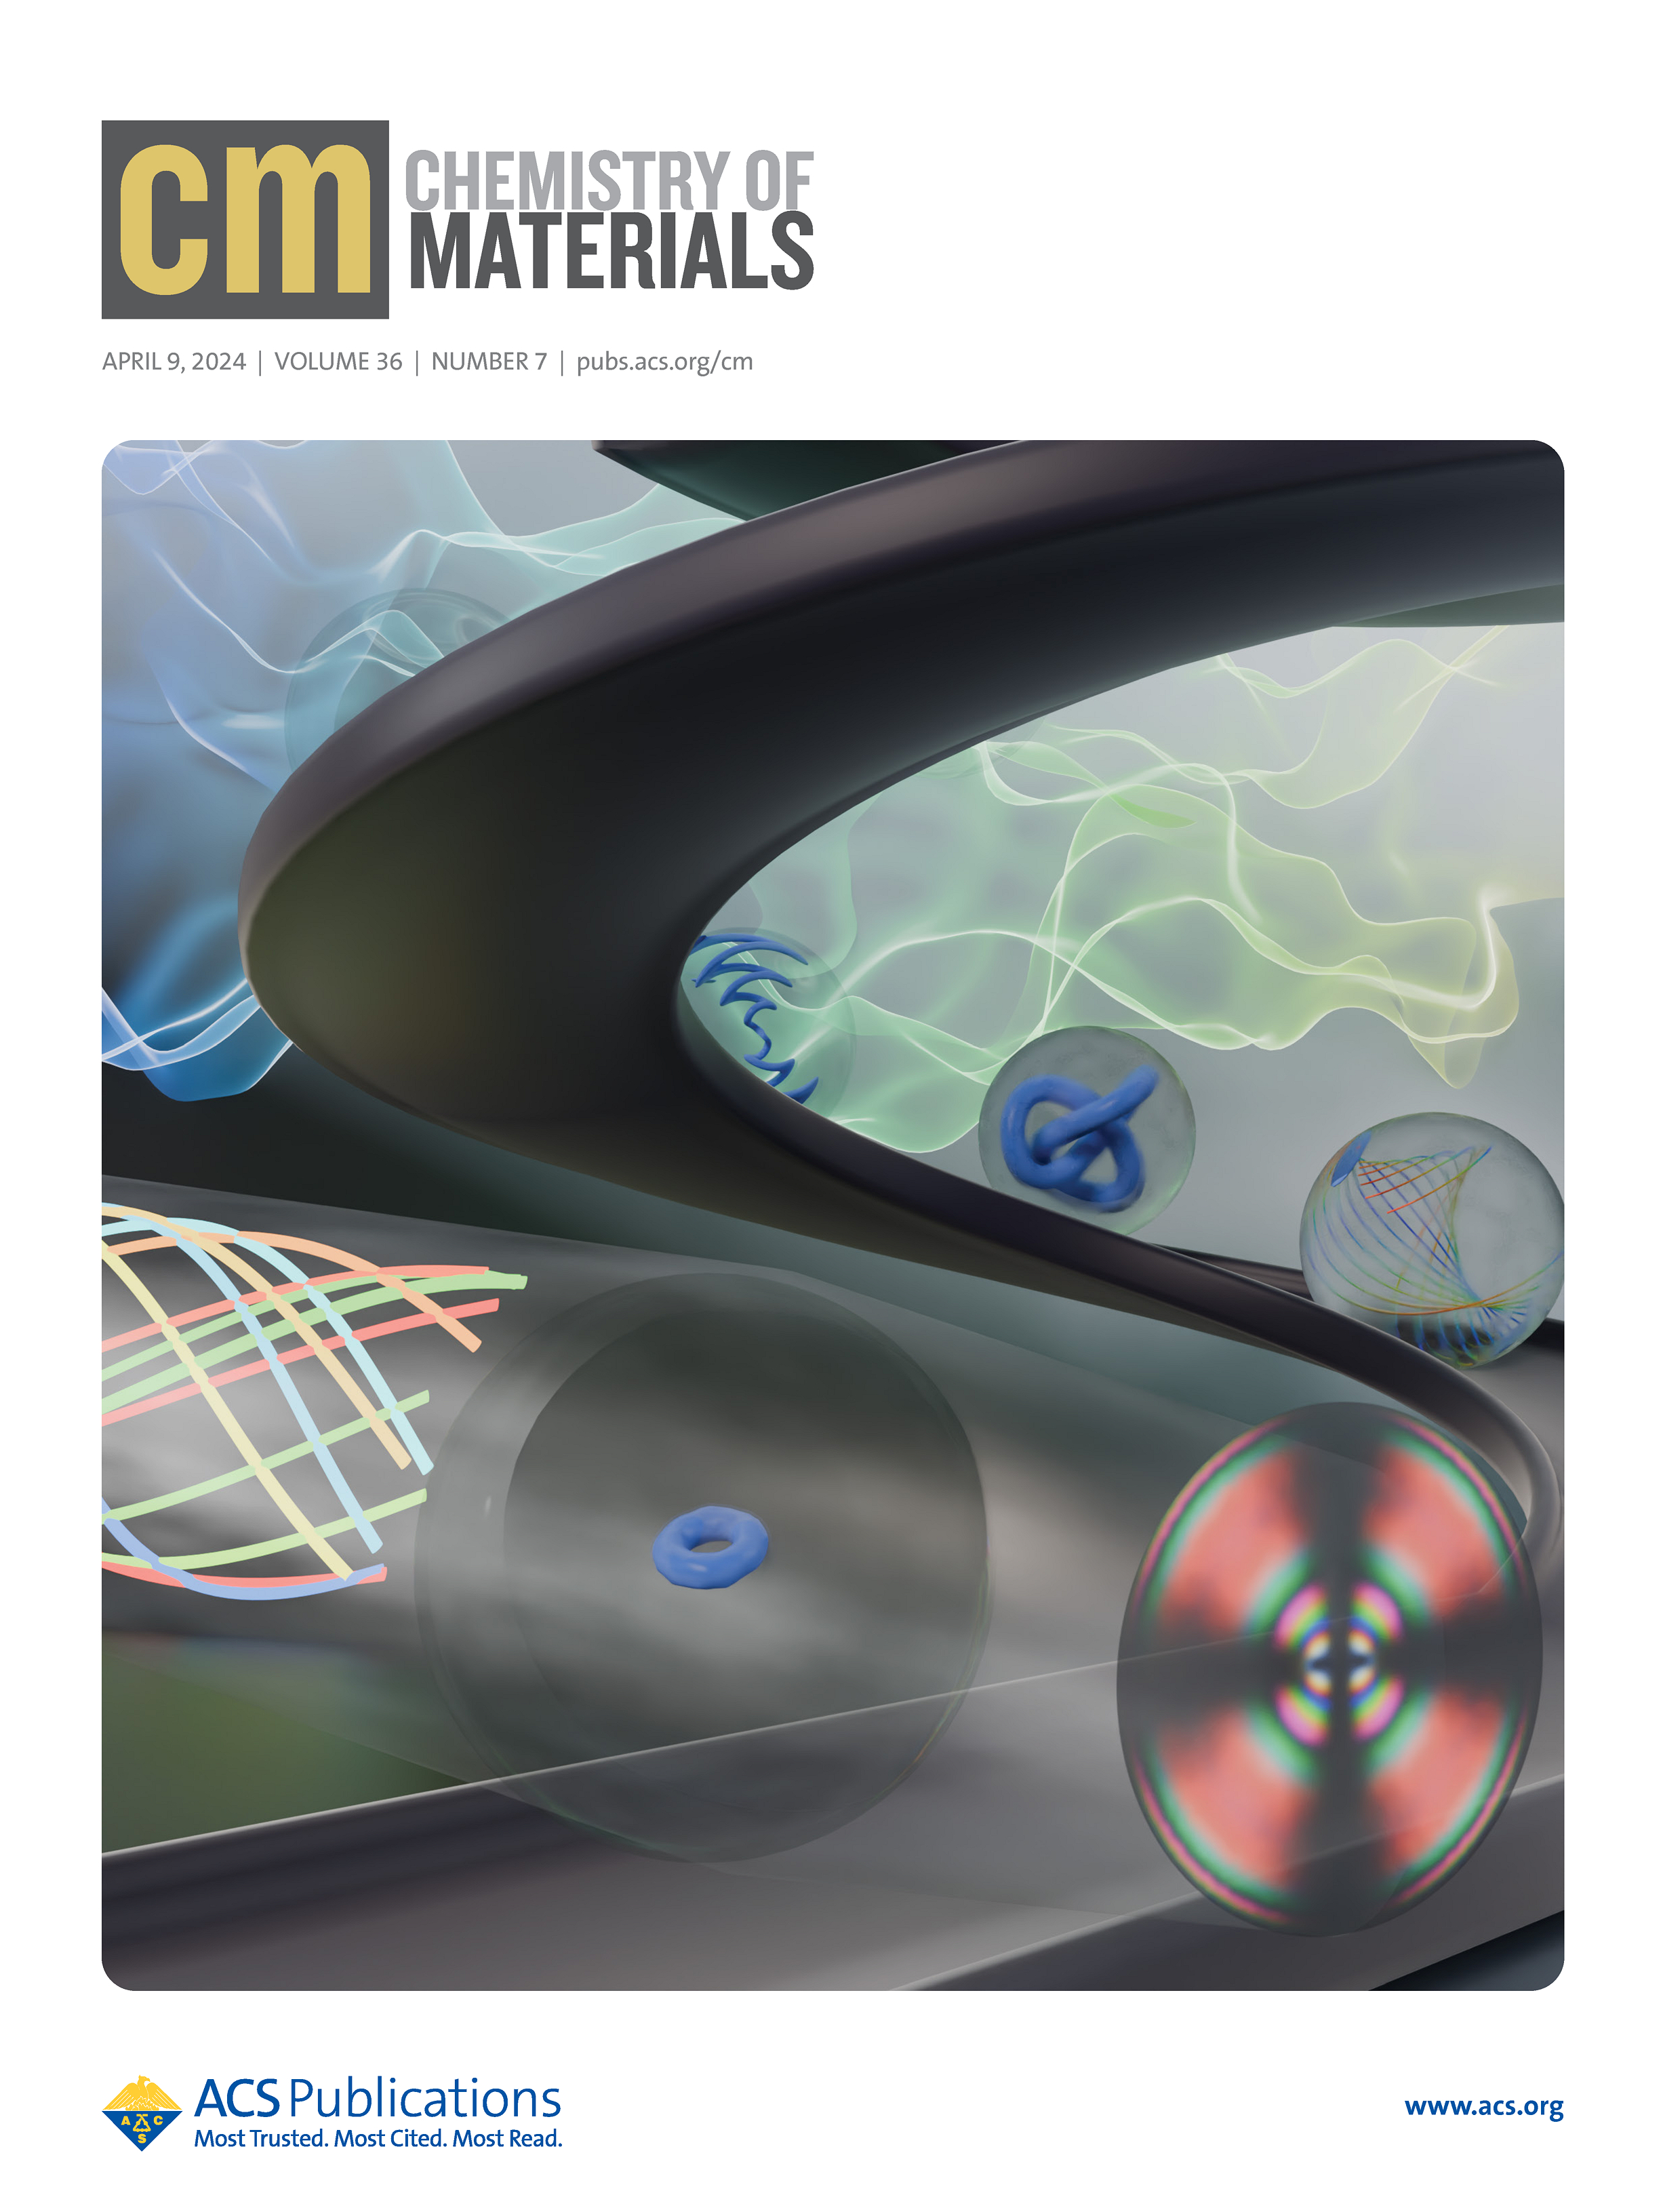 cm
CHEMISTRY OF
MATERIALS
APRIL 9, 2024 | VOLUME 36 | NUMBER 7 | pubs.acs.org/cm
ACS Publications
Most Trusted. Most Cited. Most Read.
A C
S
www.acs.org